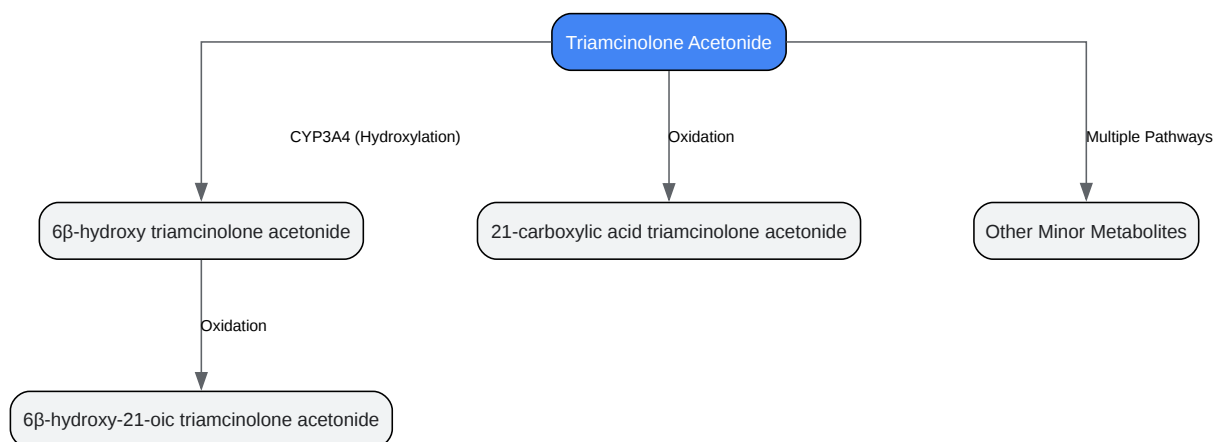 Triamcinolone Acetonide
CYP3A4 (Hydroxylation)
Oxidation
Multiple Pathways
6β-hydroxy triamcinolone acetonide
21-carboxylic acid triamcinolone acetonide
Other Minor Metabolites
Oxidation
6β-hydroxy-21-oic triamcinolone acetonide